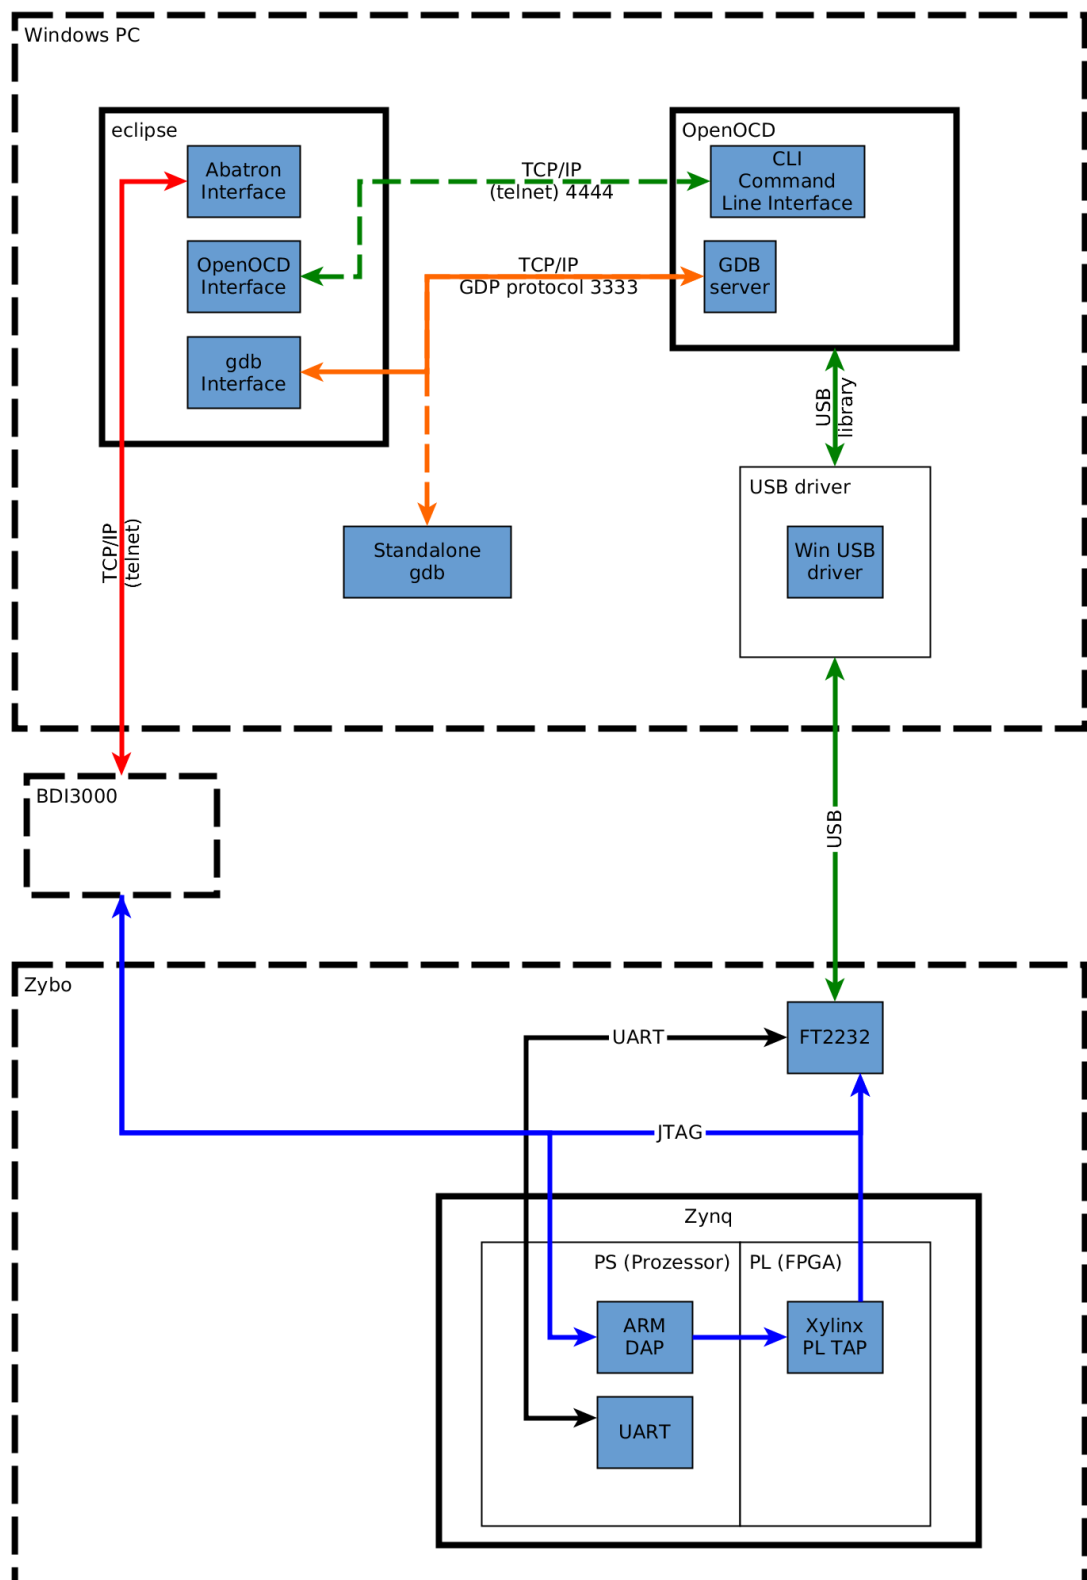 Windows PC
eclipse
Abatron
Interface
OpenOCD
Interface
gdb
Interface
TCP/IP
(telnet) 4444
TCP/IP
GDP protocol 3333
OpenOCD
CLI
Command
Line Interface
GDB
server
USB
library
USB driver
Win USB
driver
Standalone
gdb
TCP/IP
(telnet)
BDI3000
USB
Zybo
FT2232
UART
JTAG
Zynq
PS (Prozessor)
PL (FPGA)
ARM
DAP
Xylinx
PL TAP
UART